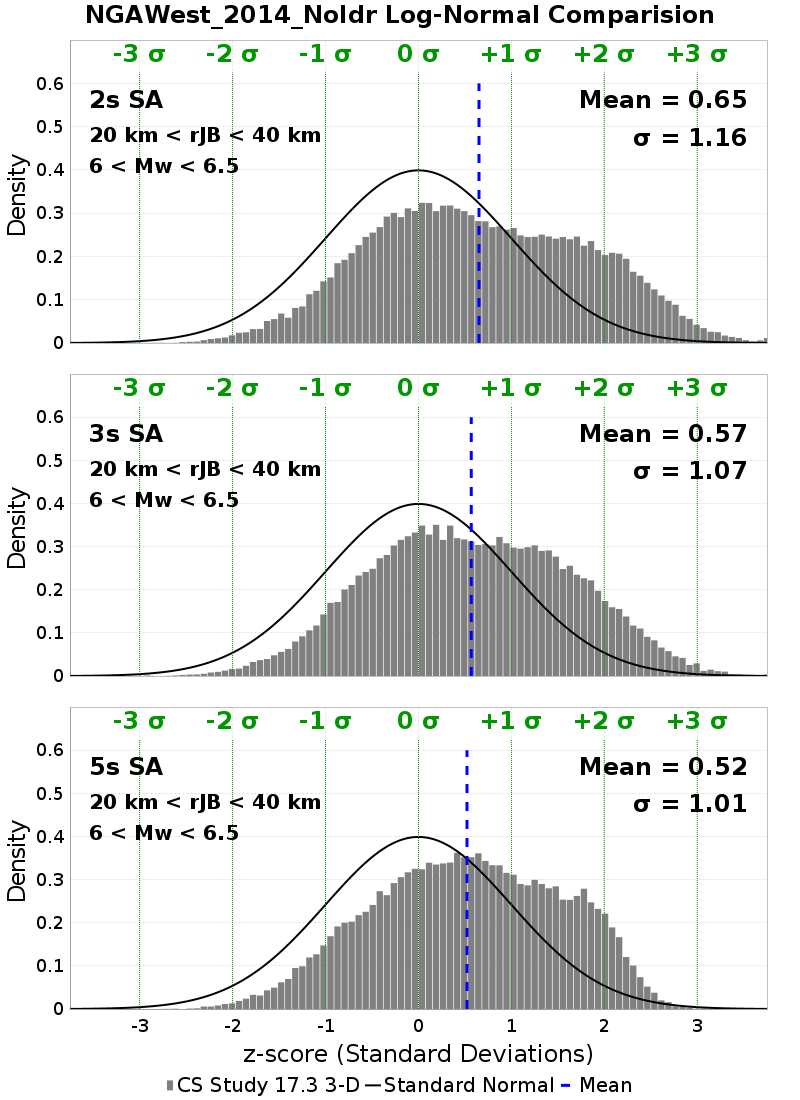 NGAWest_2014_NoIdr Log-Normal Comparision
-3 σ -2 σ -1 σ 0 σ +1 σ +2 σ +3 σ
2s SA
20 km < rJB < 40 km
6 < Mw < 6.5
Mean = 0.65
σ = 1.16
Density
0.6
0.5
0.4
0.3
0.2
0.1
0
-3 σ -2 σ -1 σ 0 σ +1 σ +2 σ +3 σ
3s SA
20 km < rJB < 40 km
6 < Mw < 6.5
Mean = 0.57
σ = 1.07
Density
0.6
0.5
0.4
0.3
0.2
0.1
0
-3 σ -2 σ -1 σ 0 σ +1 σ +2 σ +3 σ
5s SA
20 km < rJB < 40 km
6 < Mw < 6.5
Mean = 0.52
σ = 1.01
Density
0.6
0.5
0.4
0.3
0.2
0.1
0
-3 -2 -1 0 1 2 3
z-score (Standard Deviations)
CS Study 17.3 3-D Standard Normal Mean